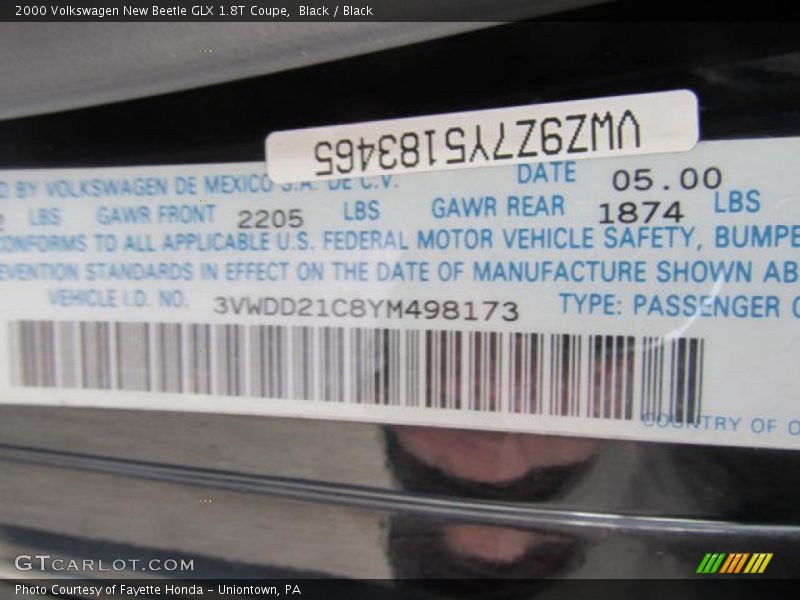 2000 Volkswagen New Beetle GLX 1.8T Coupe, Black / Black
VWZ9Z7Y5183465
D BY VOLKSWAGEN DE MEXICO S.A. DE C.V. DATE 05.00
LBS GAWR FRONT 2205 LBS GAWR REAR 1874 LBS
CONFORMS TO ALL APPLICABLE U.S. FEDERAL MOTOR VEHICLE SAFETY, BUMPE
EVENTION STANDARDS IN EFFECT ON THE DATE OF MANUFACTURE SHOWN AB
VEHICLE I.D. NO. 3VWDD21C8YM498173 TYPE: PASSENGER C
COUNTRY OF O
GTCARLOT.COM
Photo Courtesy of Fayette Honda - Uniontown, PA